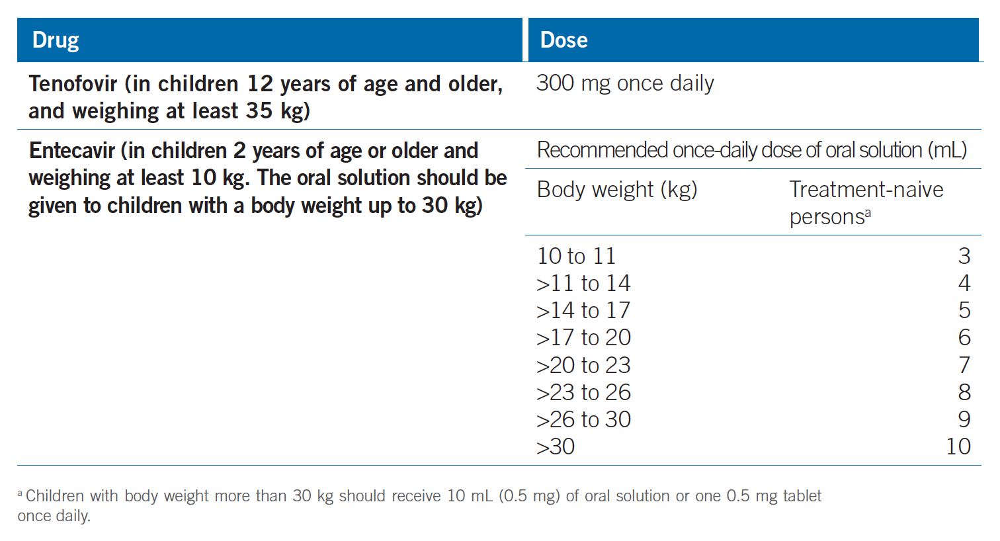 Drug
Dose
Tenofovir (in children 12 years of age and older,
and weighing at least 35 kg)
300 mg once daily
Entecavir (in children 2 years of age or older and
weighing at least 10 kg. The oral solution should be
given to children with a body weight up to 30 kg)
Recommended once-daily dose of oral solution (mL)
Body weight (kg)
Treatment-naive
personsᵃ
10 to 11 3
>11 to 14 4
>14 to 17 5
>17 to 20 6
>20 to 23 7
>23 to 26 8
>26 to 30 9
>30 10
ᵃ Children with body weight more than 30 kg should receive 10 mL (0.5 mg) of oral solution or one 0.5 mg tablet
once daily.